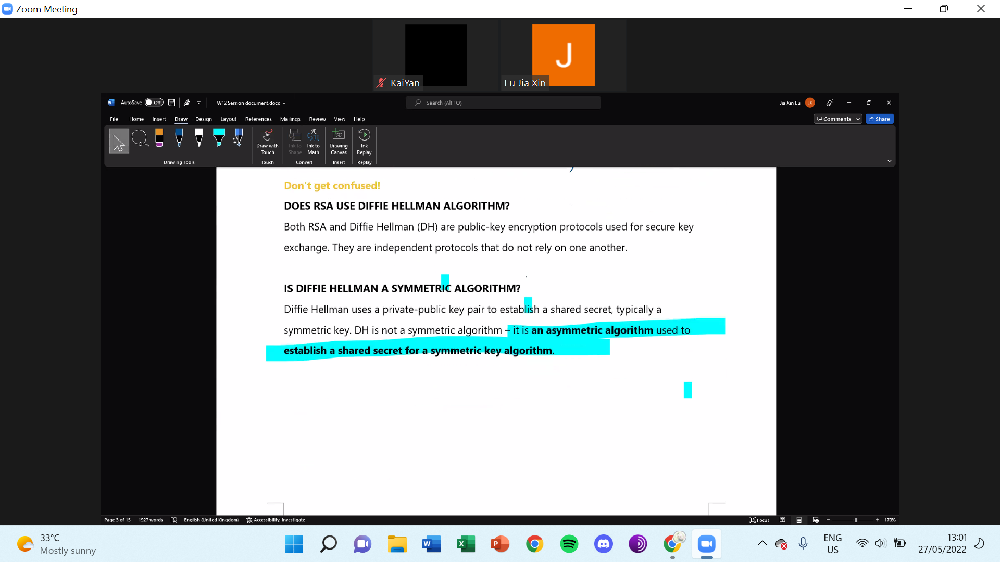 Zoom Meeting
J
KaiYan
Eu Jia Xin
AutoSave Off W12 Session document.docx Search (Alt+Q) Jia Xin Eu JX
File Home Insert Draw Design Layout References Mailings Review View Help Comments Share
Draw with Touch
Ink to Shape
Ink to Math
Drawing Canvas
Ink Replay
Drawing Tools Touch Convert Insert Replay
Don't get confused!
DOES RSA USE DIFFIE HELLMAN ALGORITHM?
Both RSA and Diffie Hellman (DH) are public-key encryption protocols used for secure key
exchange. They are independent protocols that do not rely on one another.
IS DIFFIE HELLMAN A SYMMETRIC ALGORITHM?
Diffie Hellman uses a private-public key pair to establish a shared secret, typically a
symmetric key. DH is not a symmetric algorithm – it is an asymmetric algorithm used to
establish a shared secret for a symmetric key algorithm.
Page 3 of 15 1927 words English (United Kingdom) Accessibility: Investigate Focus 170%
33°C
Mostly sunny
ENG
US
13:01
27/05/2022